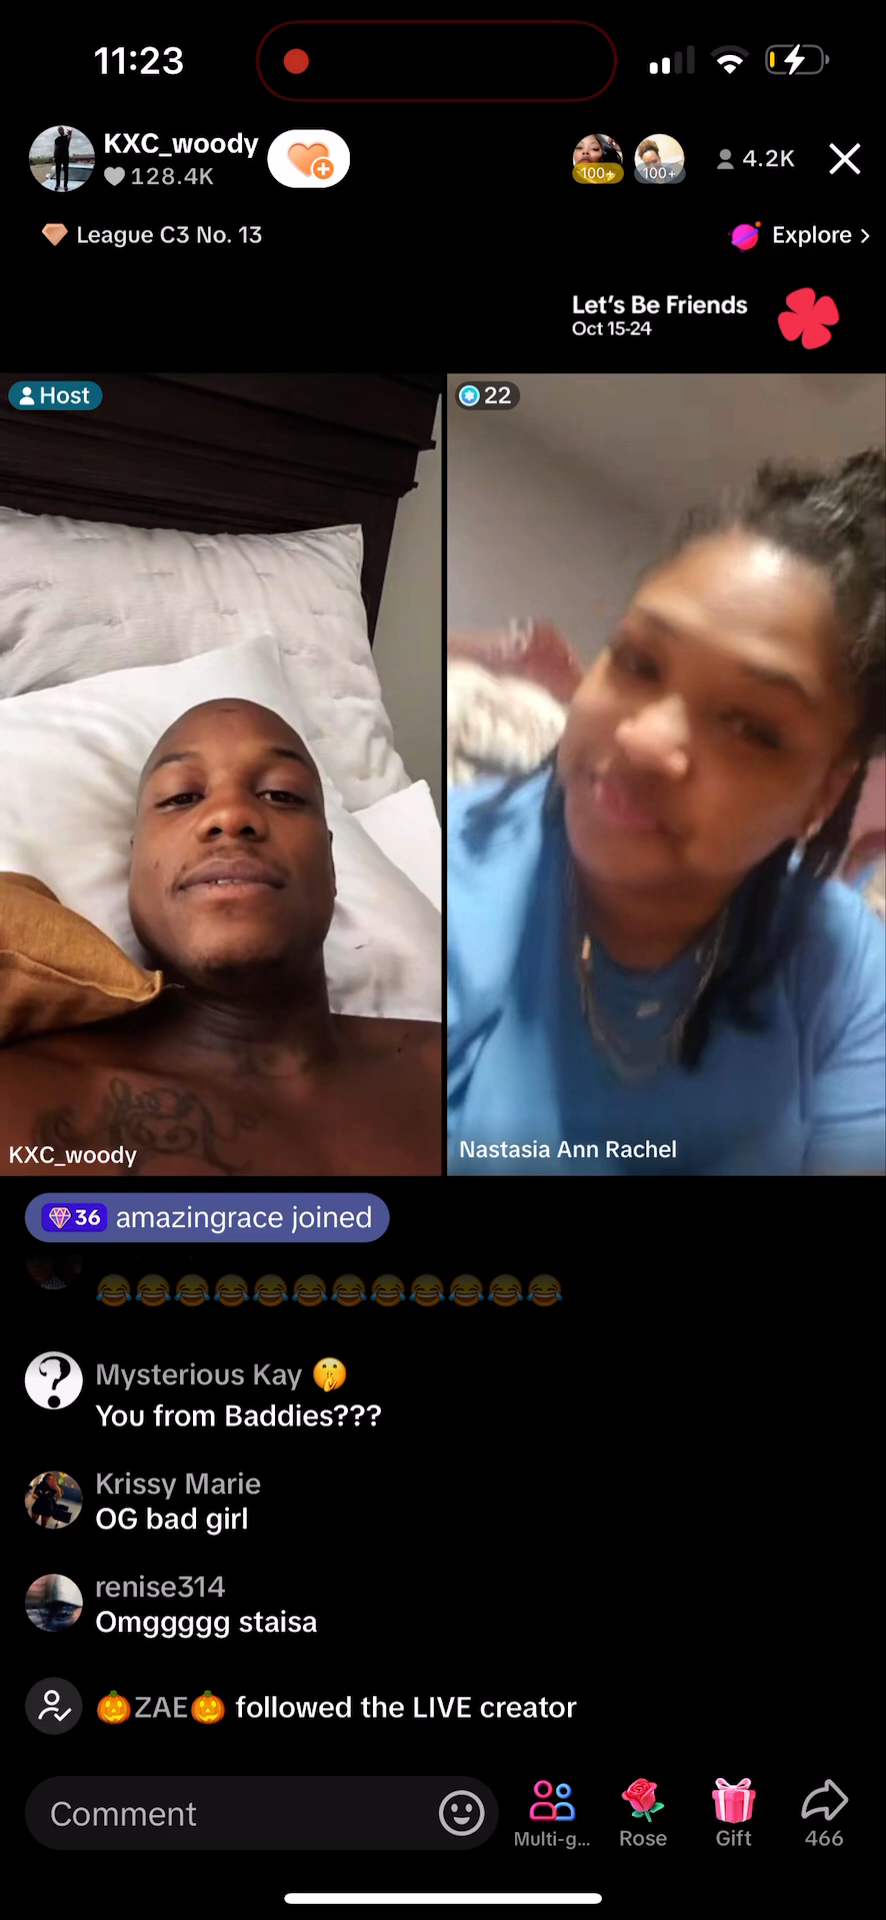 11:23
KXC_woody
128.4K
100+
100+
4.2K
League C3 No. 13
Explore >
Let's Be Friends
Oct 15-24
Host
22
KXC_woody
Nastasia Ann Rachel
36 amazingrace joined
😂😂😂😂😂😂😂😂😂😂😂😂
Mysterious Kay 🤫
You from Baddies???
Krissy Marie
OG bad girl
renise314
Omggggg staisa
🎃ZAE🎃 followed the LIVE creator
Comment
Multi-g...
Rose
Gift
466